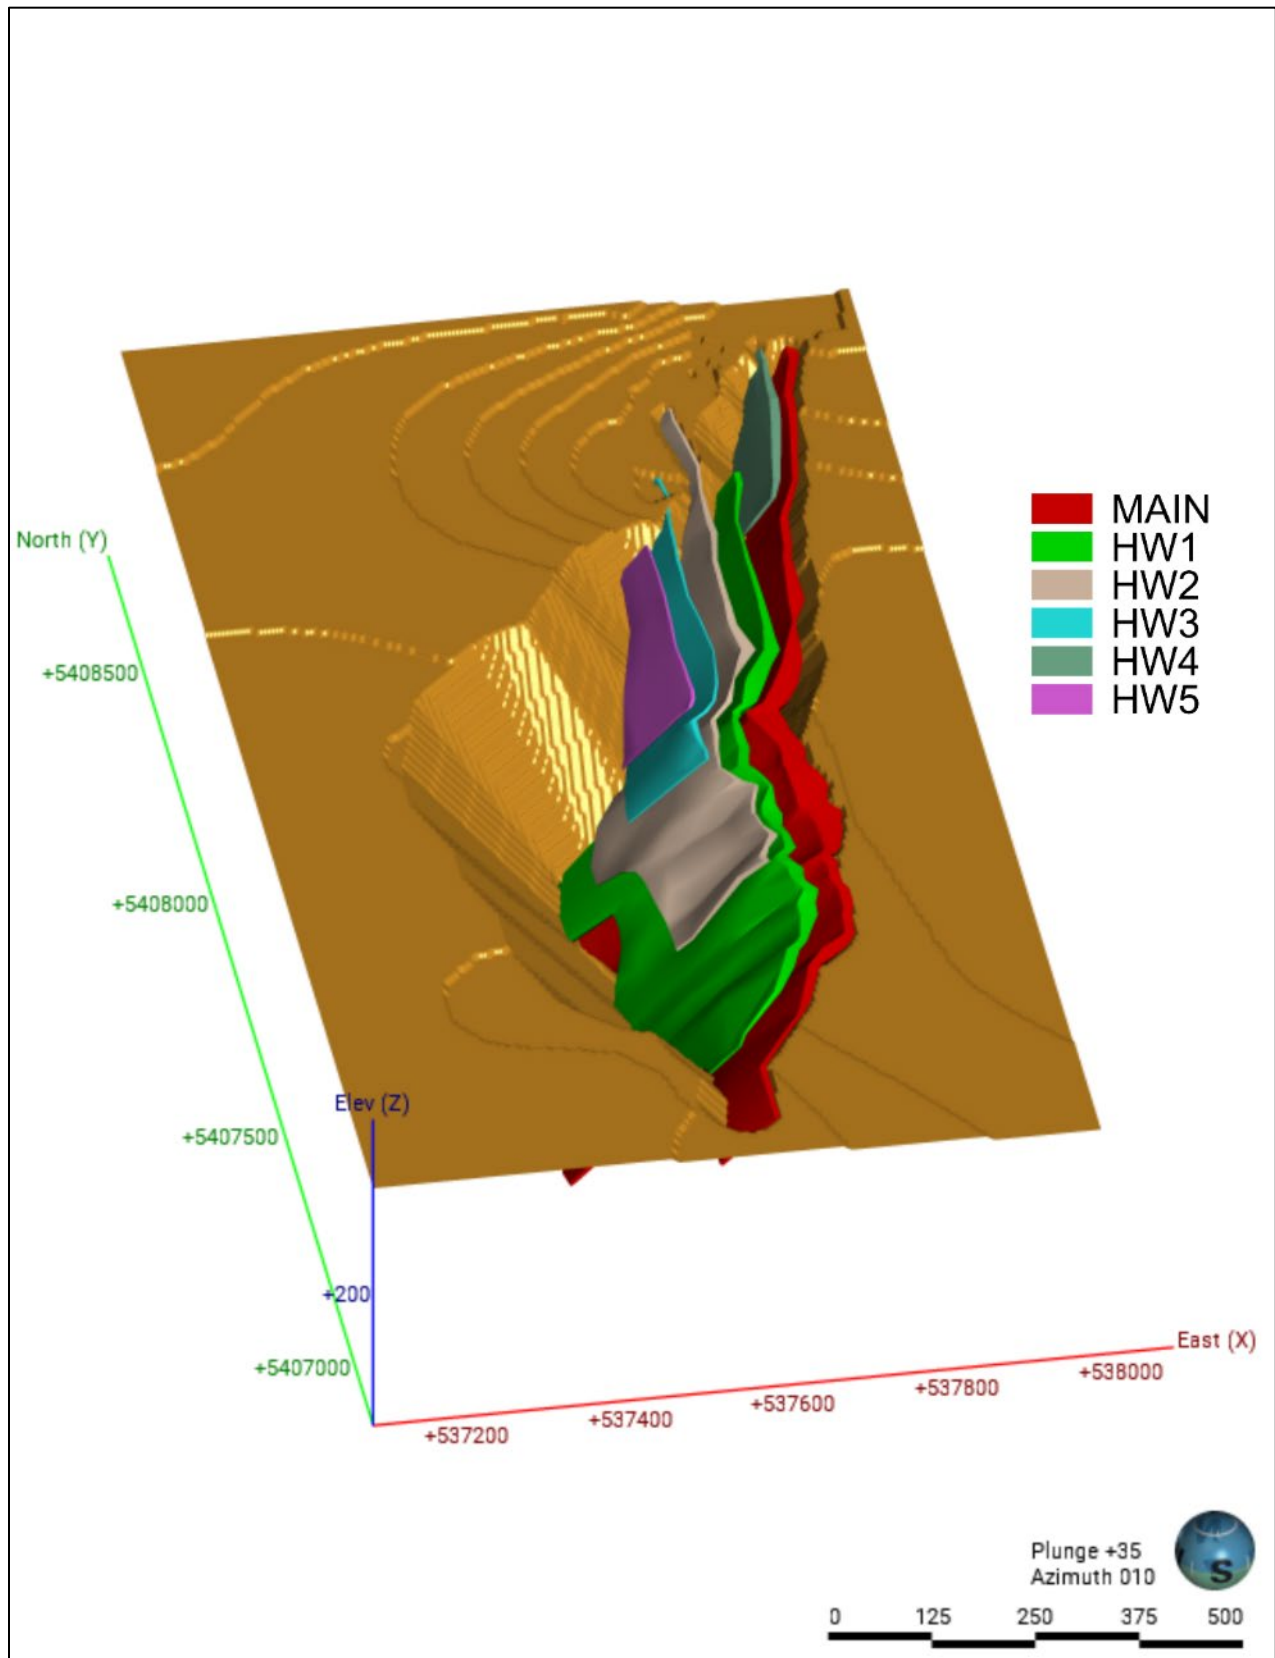 MAIN
HW1
HW2
HW3
HW4
HW5
North (Y)
+5408500
+5408000
+5407500
+5407000
Elev (Z)
+200
East (X)
+537200
+537400
+537600
+537800
+538000
Plunge +35
Azimuth 010
S
0 125 250 375 500